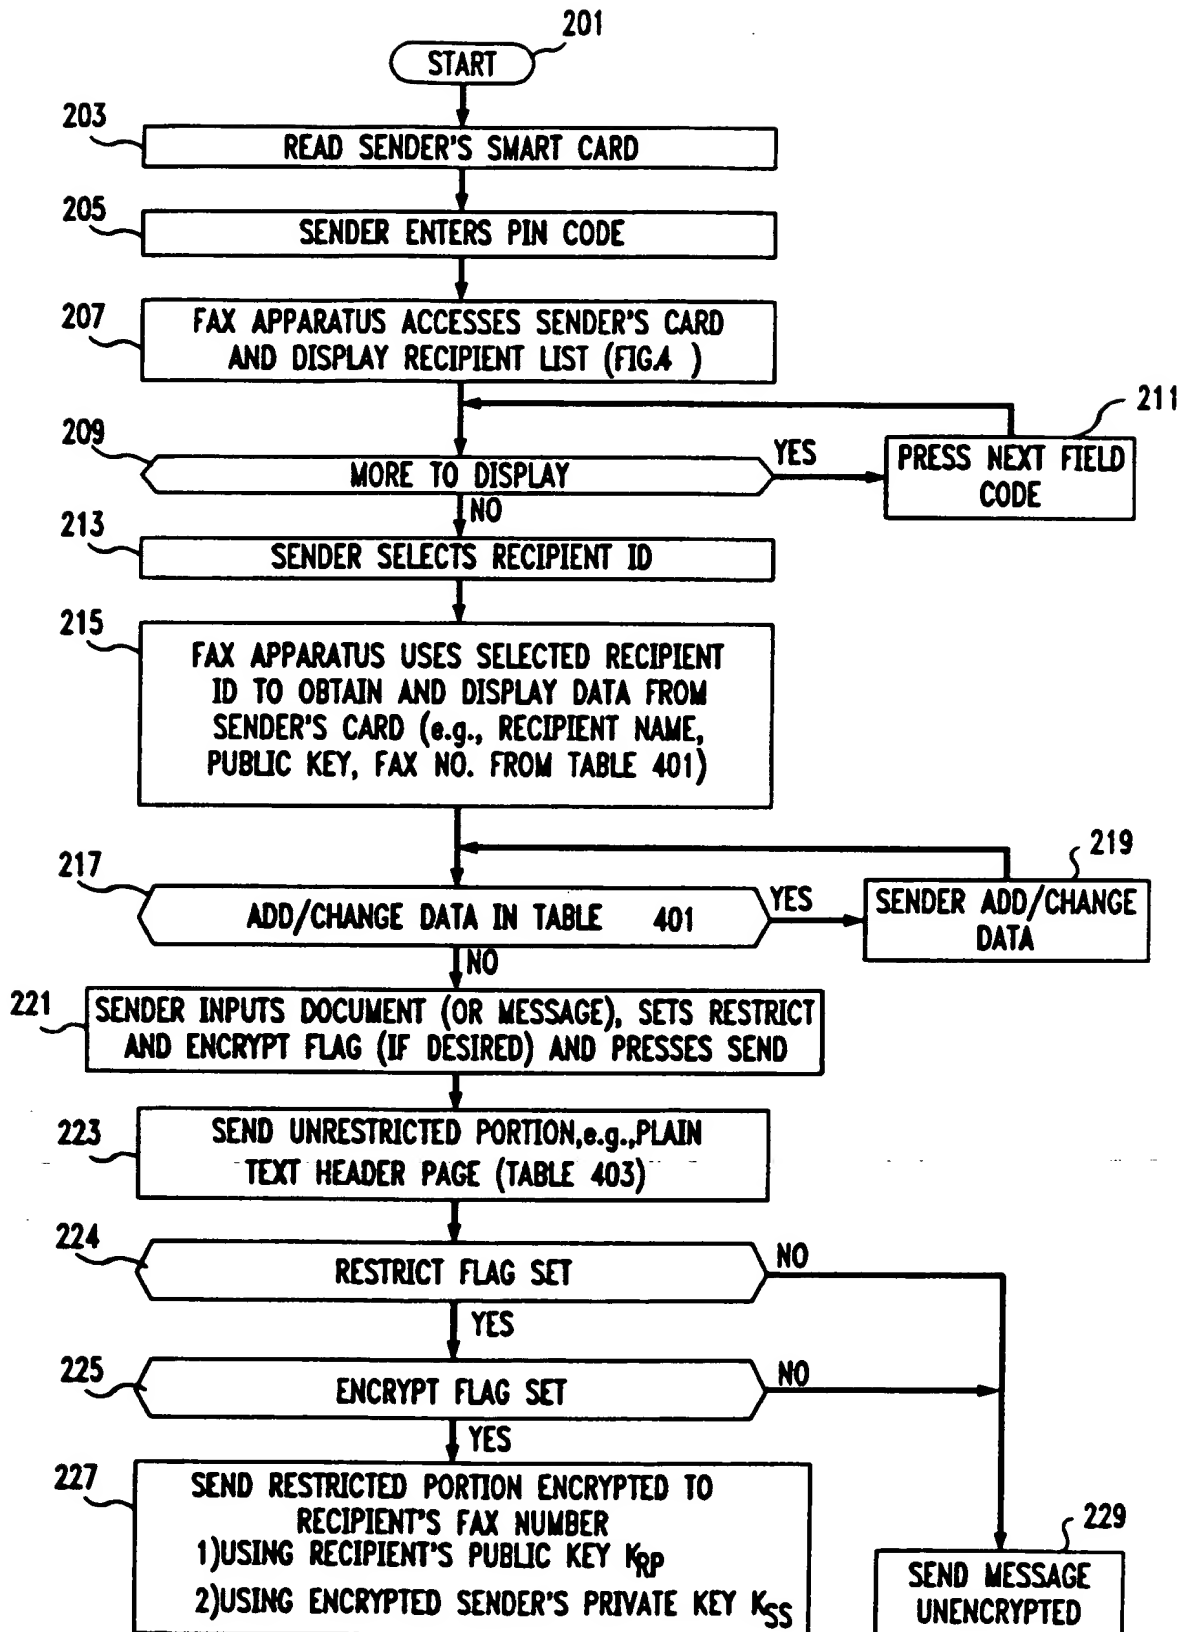 201
START
203
READ SENDER'S SMART CARD
205
SENDER ENTERS PIN CODE
207
FAX APPARATUS ACCESSES SENDER'S CARD
AND DISPLAY RECIPIENT LIST (FIG.4 )
211
209
MORE TO DISPLAY
YES
PRESS NEXT FIELD
CODE
NO
213
SENDER SELECTS RECIPIENT ID
215
FAX APPARATUS USES SELECTED RECIPIENT
ID TO OBTAIN AND DISPLAY DATA FROM
SENDER'S CARD (e.g., RECIPIENT NAME,
PUBLIC KEY, FAX NO. FROM TABLE 401)
219
217
ADD/CHANGE DATA IN TABLE 401
YES
SENDER ADD/CHANGE
DATA
NO
221
SENDER INPUTS DOCUMENT (OR MESSAGE), SETS RESTRICT
AND ENCRYPT FLAG (IF DESIRED) AND PRESSES SEND
223
SEND UNRESTRICTED PORTION,e.g.,PLAIN
TEXT HEADER PAGE (TABLE 403)
224
RESTRICT FLAG SET
NO
YES
225
ENCRYPT FLAG SET
NO
YES
227
SEND RESTRICTED PORTION ENCRYPTED TO
RECIPIENT'S FAX NUMBER
1)USING RECIPIENT'S PUBLIC KEY KRP
2)USING ENCRYPTED SENDER'S PRIVATE KEY KSS
229
SEND MESSAGE
UNENCRYPTED